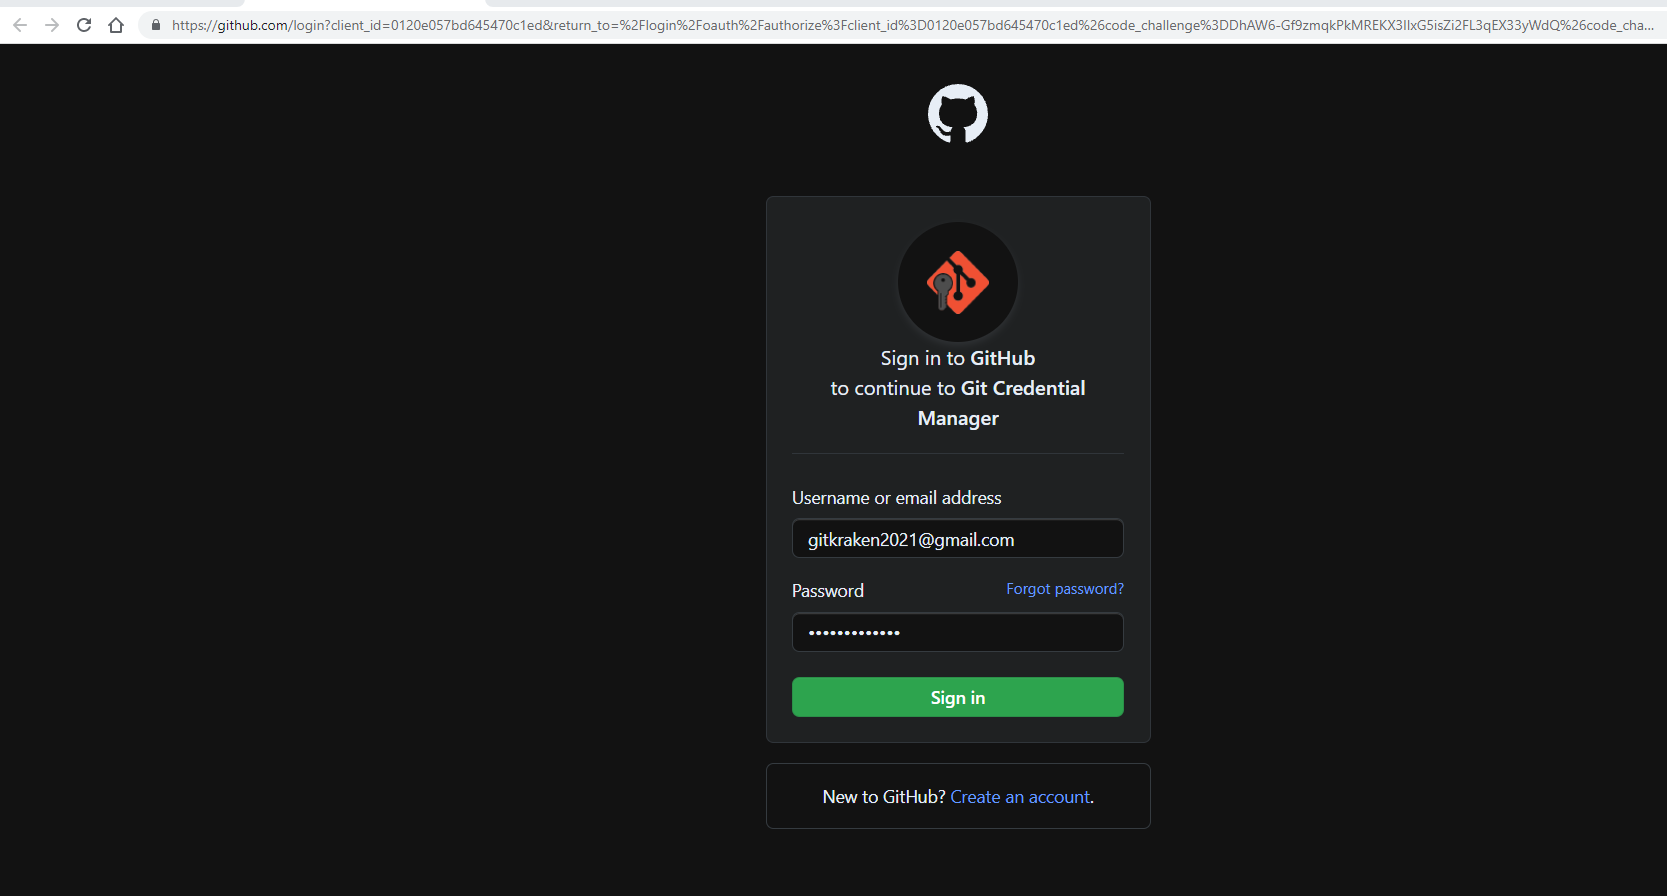 https://github.com/login?client_id=0120e057bd645470c1ed&return_to=%2Flogin%2Foauth%2Fauthorize%3Fclient_id%3D0120e057bd645470c1ed%26code_challenge%3DDhAW6-Gf9zmqkPkMREKX3IlxG5isZi2FL3qEX33yWdQ%26code_cha...
Sign in to GitHub
to continue to Git Credential
Manager
Username or email address
gitkraken2021@gmail.com
Password Forgot password?
Sign in
New to GitHub? Create an account.